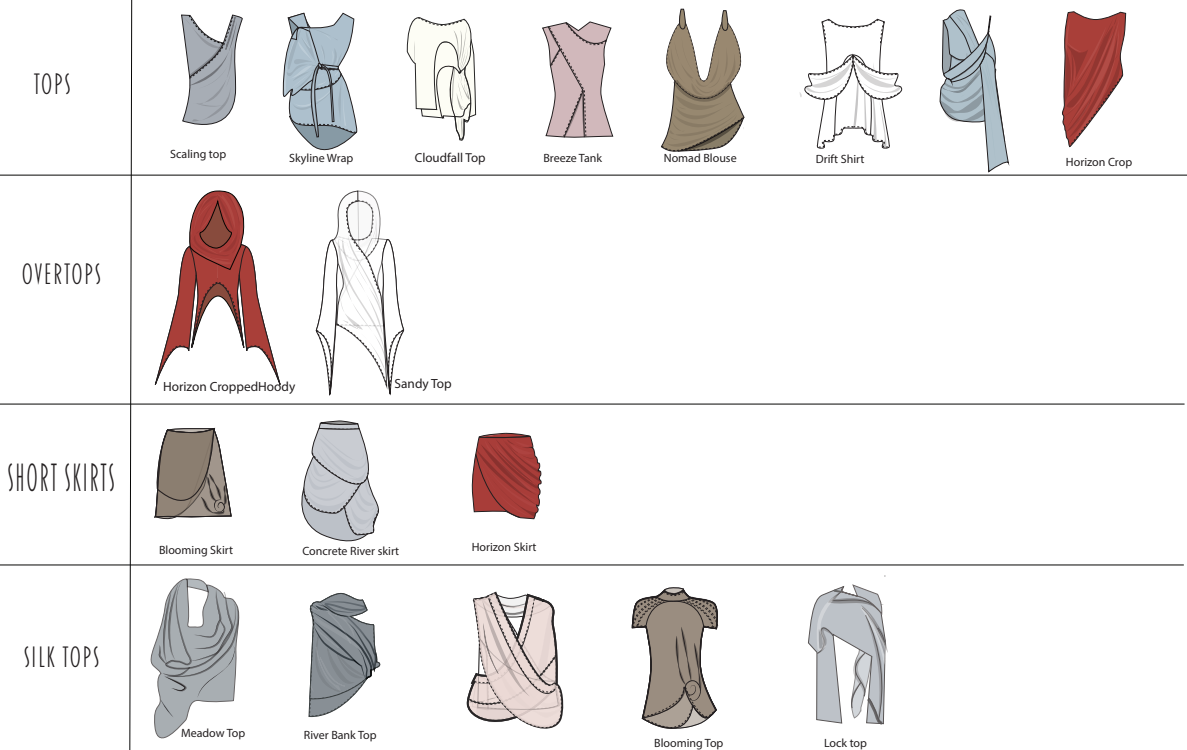 TOPS
Scaling top
Skyline Wrap
Cloudfall Top
Breeze Tank
Nomad Blouse
Drift Shirt
Horizon Crop
OVERTOPS
Horizon CroppedHoody
Sandy Top
SHORT SKIRTS
Blooming Skirt
Concrete River skirt
Horizon Skirt
SILK TOPS
Meadow Top
River Bank Top
Blooming Top
Lock top